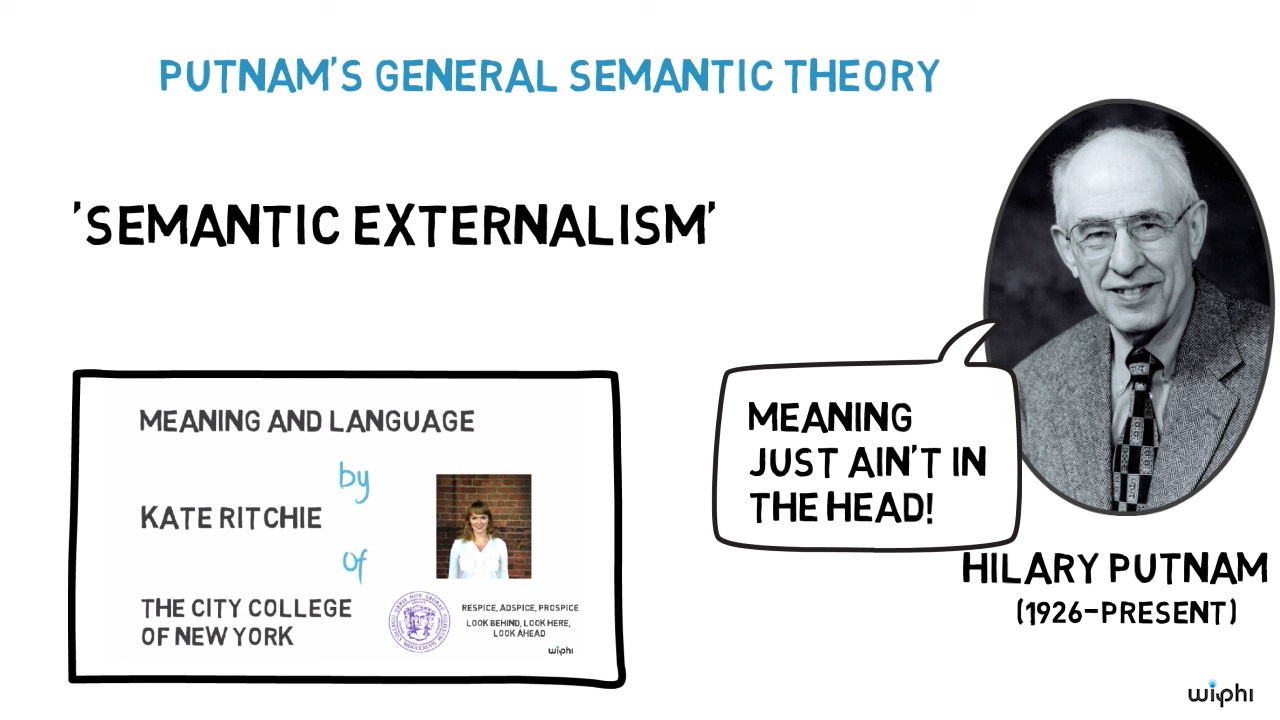 PUTNAM'S GENERAL SEMANTIC THEORY
'SEMANTIC EXTERNALISM'
MEANING AND LANGUAGE
by
KATE RITCHIE
of
THE CITY COLLEGE
OF NEW YORK
RESPICE, ADSPICE, PROSPICE
LOOK BEHIND, LOOK HERE,
LOOK AHEAD
wiphi
MEANING
JUST AIN'T IN
THE HEAD!
HILARY PUTNAM
(1926-PRESENT)
wiphi